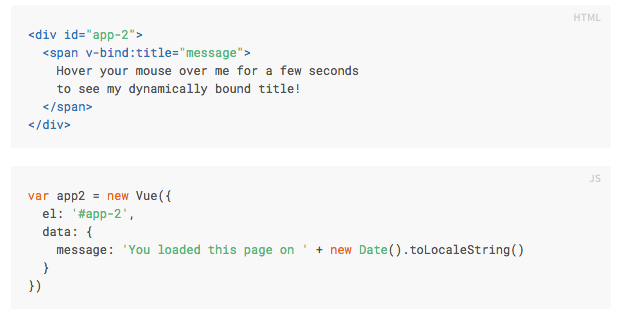 HTML
<div id="app-2">
  <span v-bind:title="message">
    Hover your mouse over me for a few seconds
    to see my dynamically bound title!
  </span>
</div>
JS
var app2 = new Vue({
  el: '#app-2',
  data: {
    message: 'You loaded this page on ' + new Date().toLocaleString()
  }
})